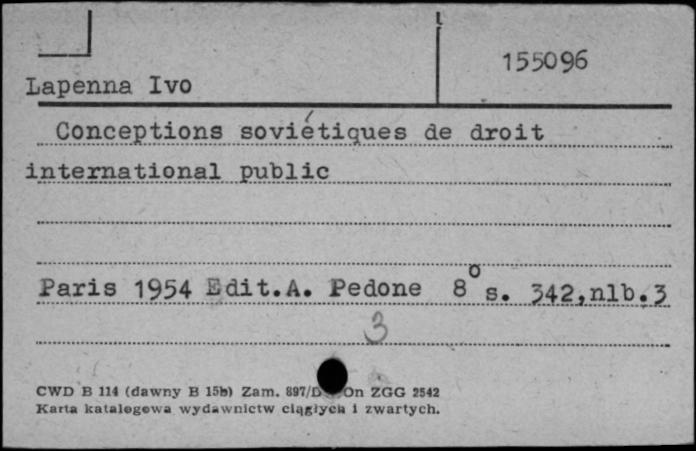 155096
Lapenna Ivo
Conceptions soviétiques de droit
international public
Paris 1954 Edit.A. Pedone 8° s. 342,nlb.3
3
CWD B 114 (dawny B 15b) Zam. 897/D On ZGG 2542
Karta katalogowa wydawnictw ciągłych i zwartych.